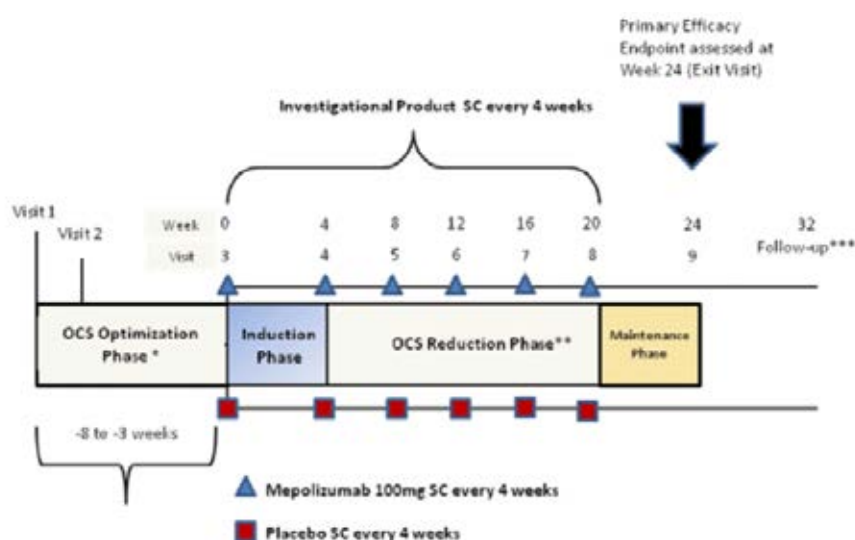 Primary Efficacy
Endpoint assessed at
Week 24 (Exit Visit)
Investigational Product SC every 4 weeks
Visit 1
Visit 2
Week 0 4 8 12 16 20 24 32
Follow-up***
Visit 3 4 5 6 7 8 9
OCS Optimization
Phase *
Induction
Phase
OCS Reduction Phase**
Maintenance
Phase
-8 to -3 weeks
Mepolizumab 100mg SC every 4 weeks
Placebo SC every 4 weeks